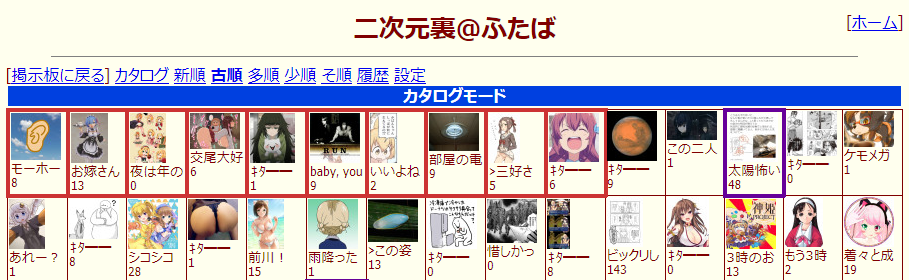 二次元裏@ふたば
[ホーム]
[掲示板に戻る] カタログ 新順 古順 多順 少順 そ順 履歴 設定
カタログモード
モーホー
8
お嫁さん
13
夜は年の
0
交尾大好
6
ｷﾀ━━
1
RUN
baby, you
9
いいよね
2
部屋の電
9
>三好さ
5
ｷﾀ━━
6
ｷﾀ━━
9
この二人
1
太陽怖い
48
ｷﾀ━━
0
ケモメガ
1
あれー？
1
ｷﾀ━━
8
シコシコ
28
ｷﾀ━━
1
前川！
15
雨降った
1
>この姿
13
ｷﾀ━━
0
惜しかっ
0
ｷﾀ━━
8
ビックリし
143
ｷﾀ━━
0
神姫
PROJECT
３時のお
13
もう３時
2
着々と成
19